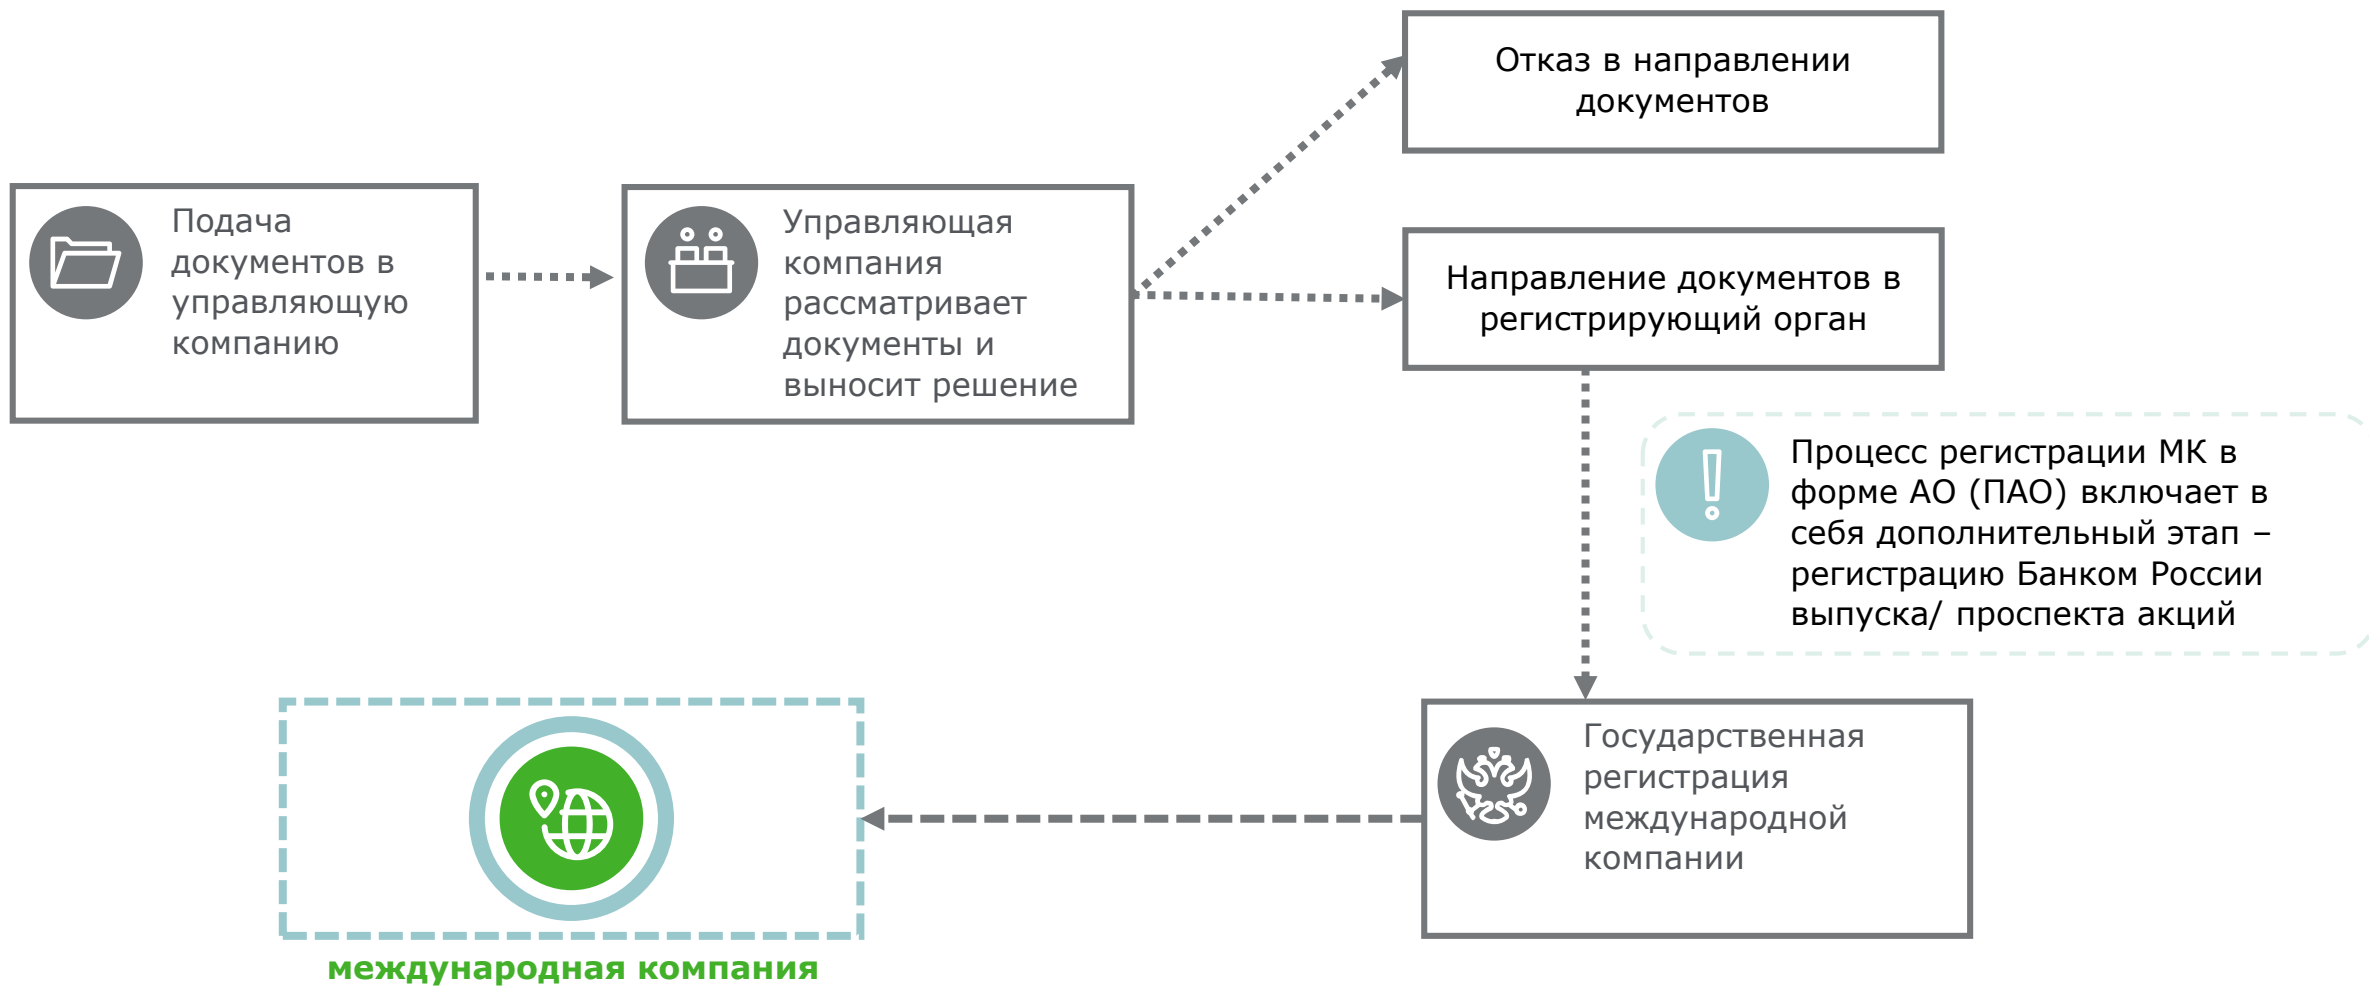 Подача
документов в
управляющую
компанию
Управляющая
компания
рассматривает
документы и
выносит решение
Отказ в направлении
документов
Направление документов в
регистрирующий орган
Процесс регистрации МК в
форме АО (ПАО) включает в
себя дополнительный этап –
регистрацию Банком России
выпуска/ проспекта акций
Государственная
регистрация
международной
компании
международная компания